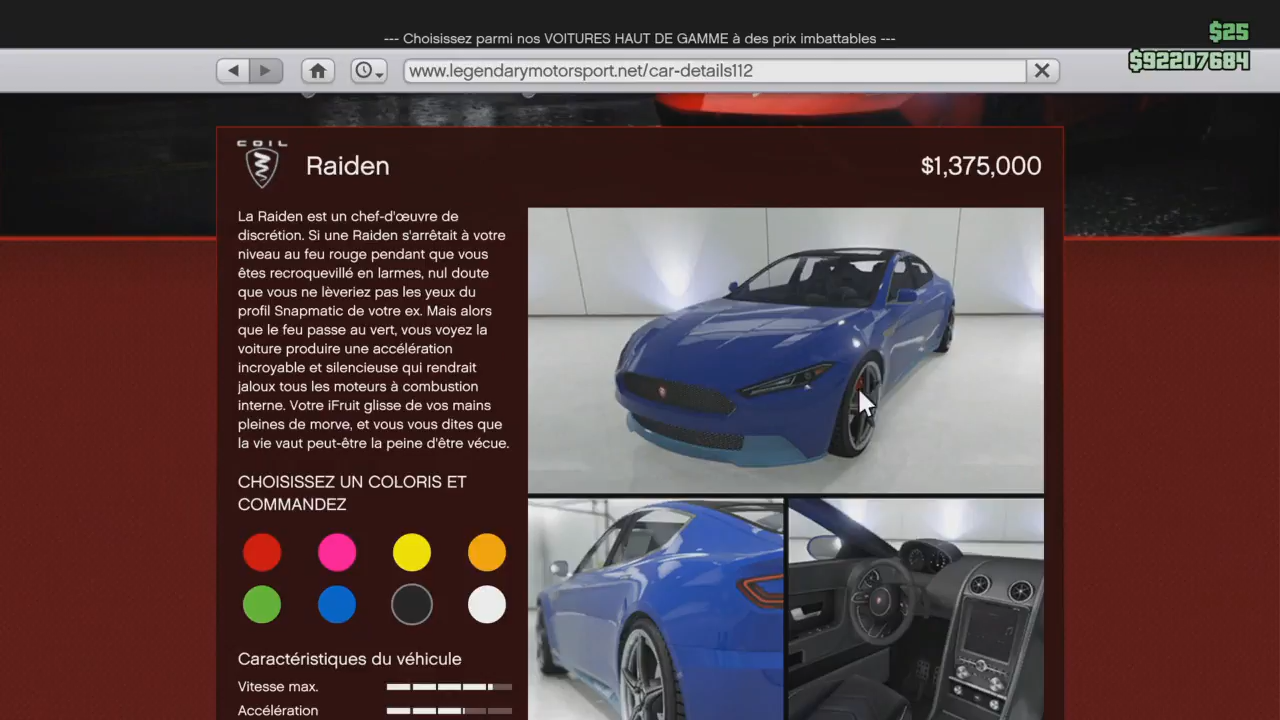 --- Choisissez parmi nos VOITURES HAUT DE GAMME à des prix imbattables ---
$25
$92207684
www.legendarymotorsport.net/car-details112
COIL
Raiden
$1,375,000
La Raiden est un chef-d'œuvre de
discrétion. Si une Raiden s'arrêtait à votre
niveau au feu rouge pendant que vous
êtes recroquevillé en larmes, nul doute
que vous ne lèveriez pas les yeux du
profil Snapmatic de votre ex. Mais alors
que le feu passe au vert, vous voyez la
voiture produire une accélération
incroyable et silencieuse qui rendrait
jaloux tous les moteurs à combustion
interne. Votre iFruit glisse de vos mains
pleines de morve, et vous vous dites que
la vie vaut peut-être la peine d'être vécue.
CHOISISSEZ UN COLORIS ET
COMMANDEZ
Caractéristiques du véhicule
Vitesse max.
Accélération